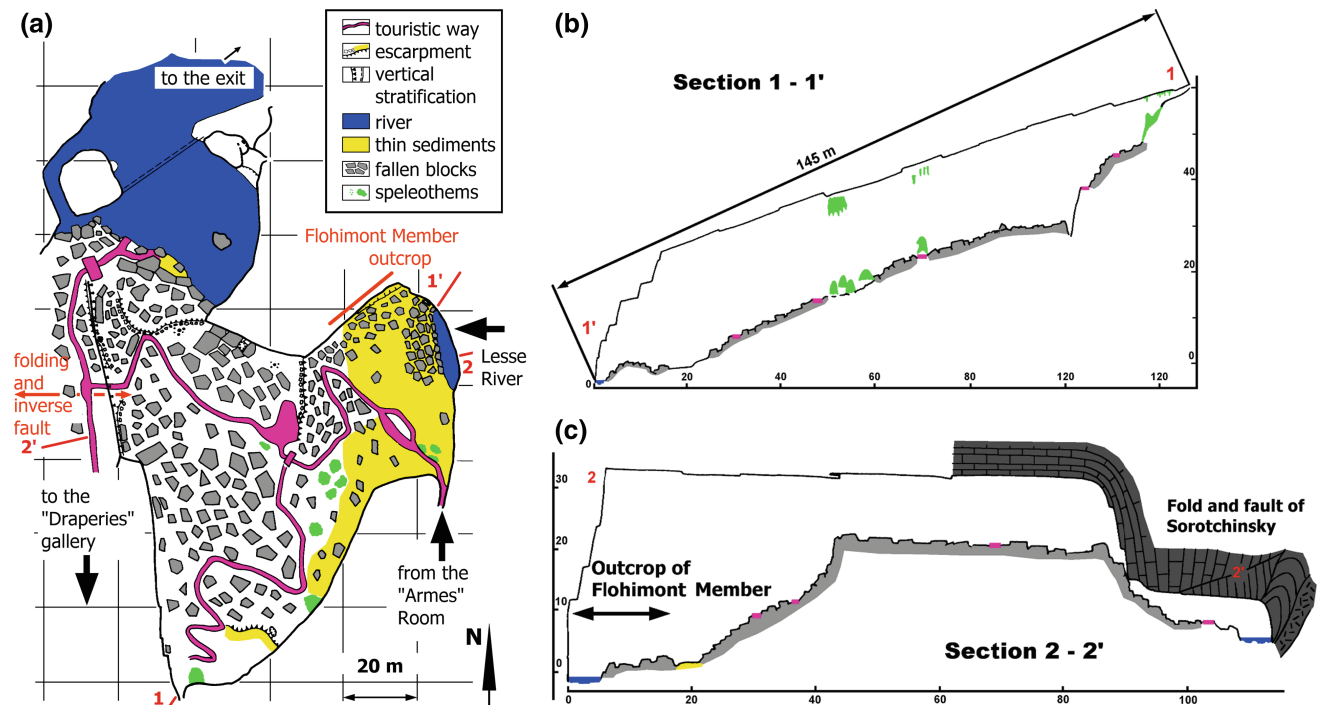 (a)
to the exit
touristic way
escarpment
vertical
stratification
river
thin sediments
fallen blocks
speleothems
Flohimont Member
outcrop
1'
2
Lesse
River
folding
and
inverse
fault
2'
to the
"Draperies"
gallery
from the
"Armes"
Room
N
20 m
1
(b)
Section 1 - 1'
145 m
1
1'
40
20
0
0
20
40
60
80
120
120
(c)
2
30
20
10
0
Outcrop of
Flohimont Member
Fold and fault of
Sorotchinsky
2'
Section 2 - 2'
0
20
40
60
80
100